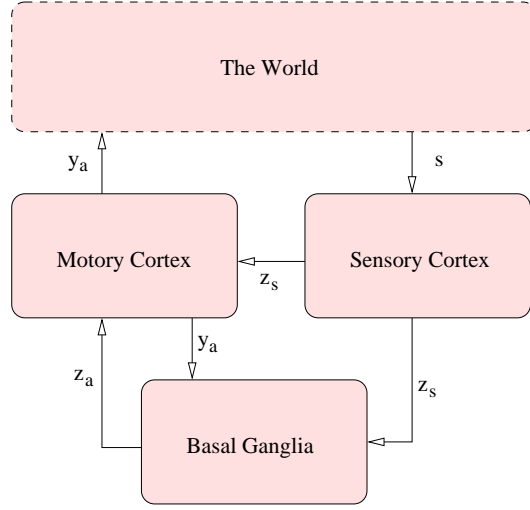 The World
y_a
s
Motory Cortex
Sensory Cortex
z_s
y_a
z_a
z_s
Basal Ganglia